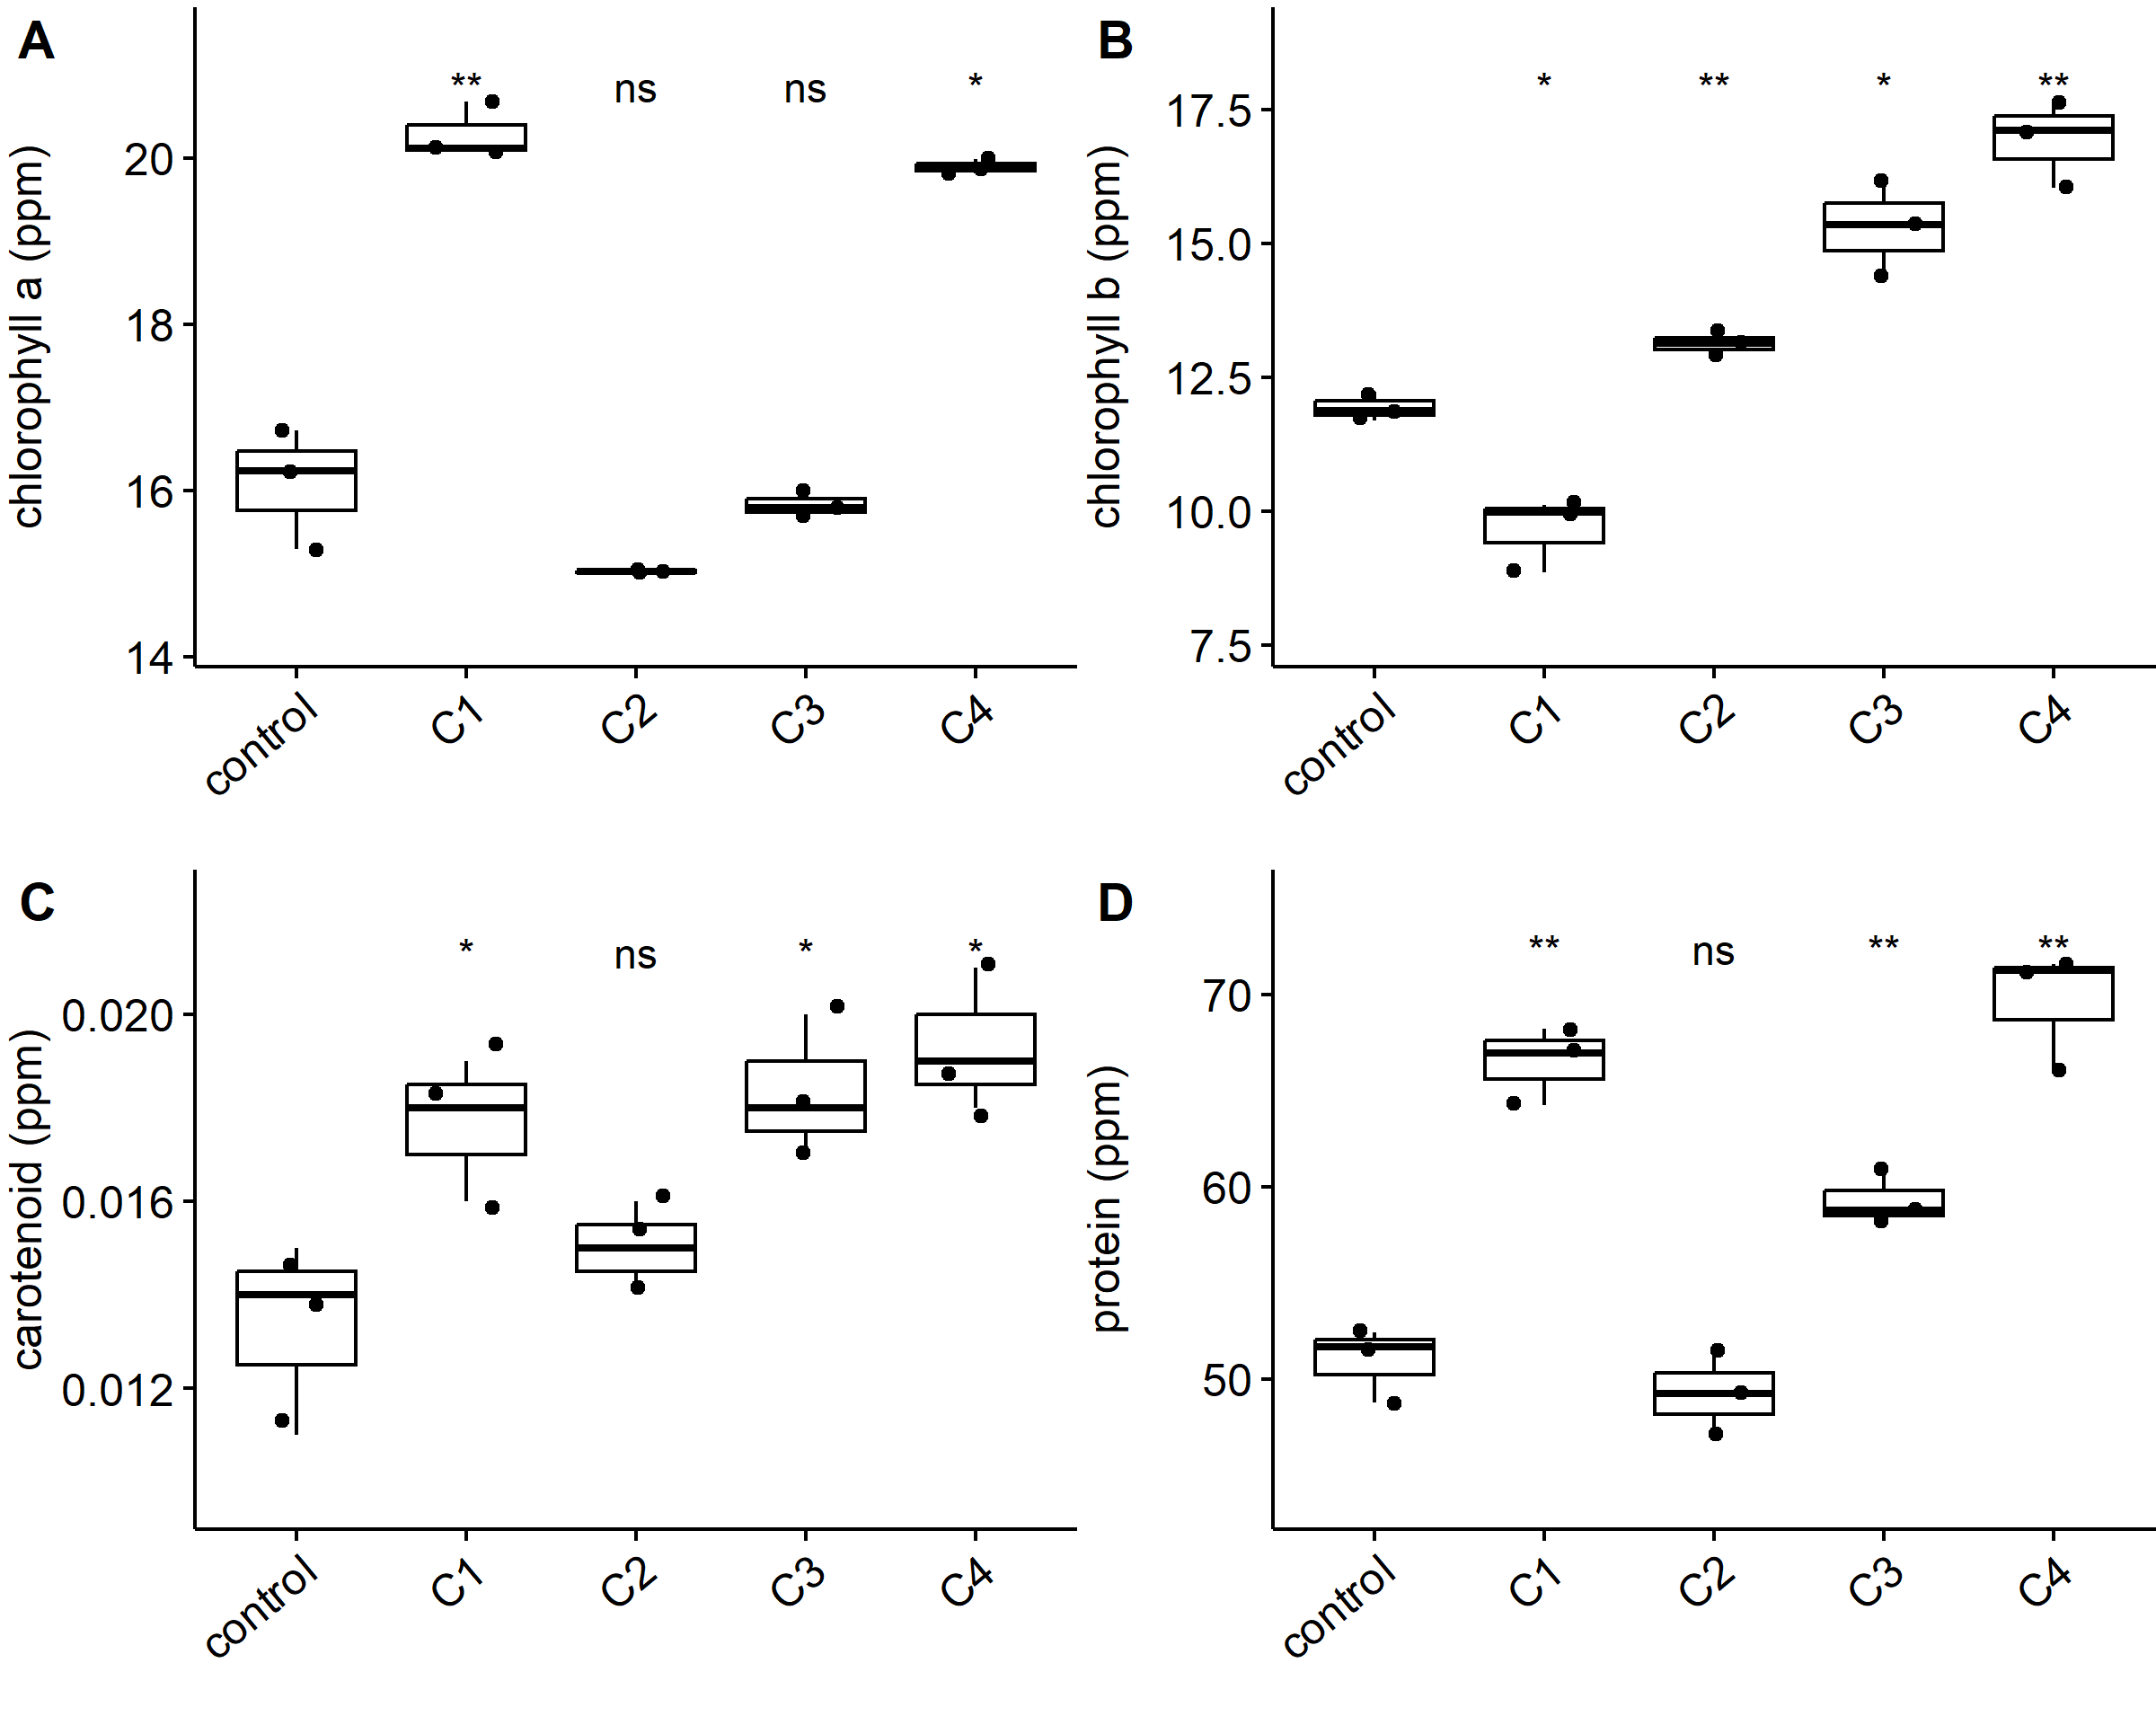 A
chlorophyll a (ppm)
20
18
16
14
** ns ns *
control C1 C2 C3 C4
B
chlorophyll b (ppm)
17.5
15.0
12.5
10.0
7.5
* ** * **
control C1 C2 C3 C4
C
carotenoid (ppm)
0.020
0.016
0.012
* ns * *
control C1 C2 C3 C4
D
protein (ppm)
70
60
50
** ns ** **
control C1 C2 C3 C4